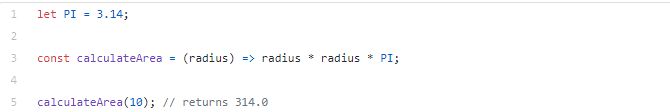 1 let PI = 3.14;
2
3 const calculateArea = (radius) => radius * radius * PI;
4
5 calculateArea(10); // returns 314.0